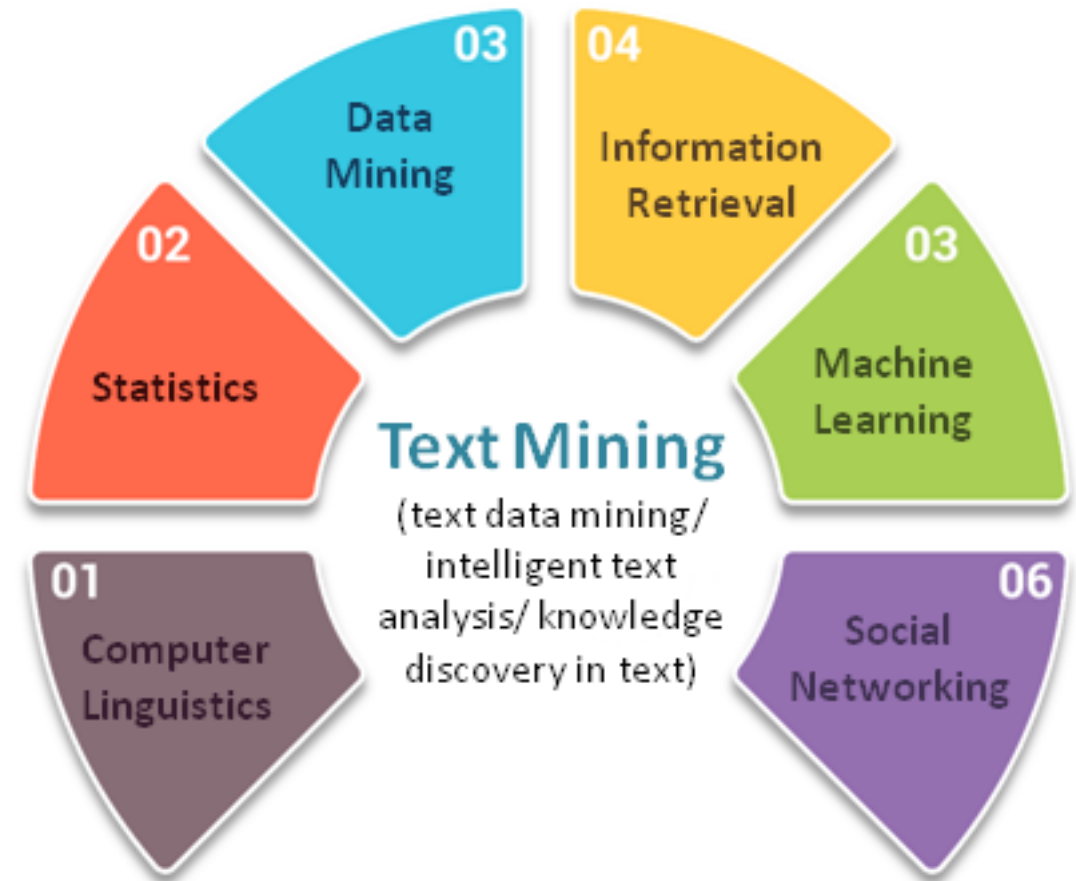 01
Computer
Linguistics
02
Statistics
03
Data
Mining
04
Information
Retrieval
03
Machine
Learning
06
Social
Networking
Text Mining
(text data mining/
intelligent text
analysis/ knowledge
discovery in text)